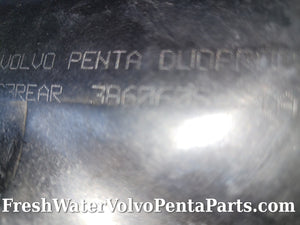 VOLVO PENTA DUOPROP
REAR
FreshWaterVolvoPentaParts.com